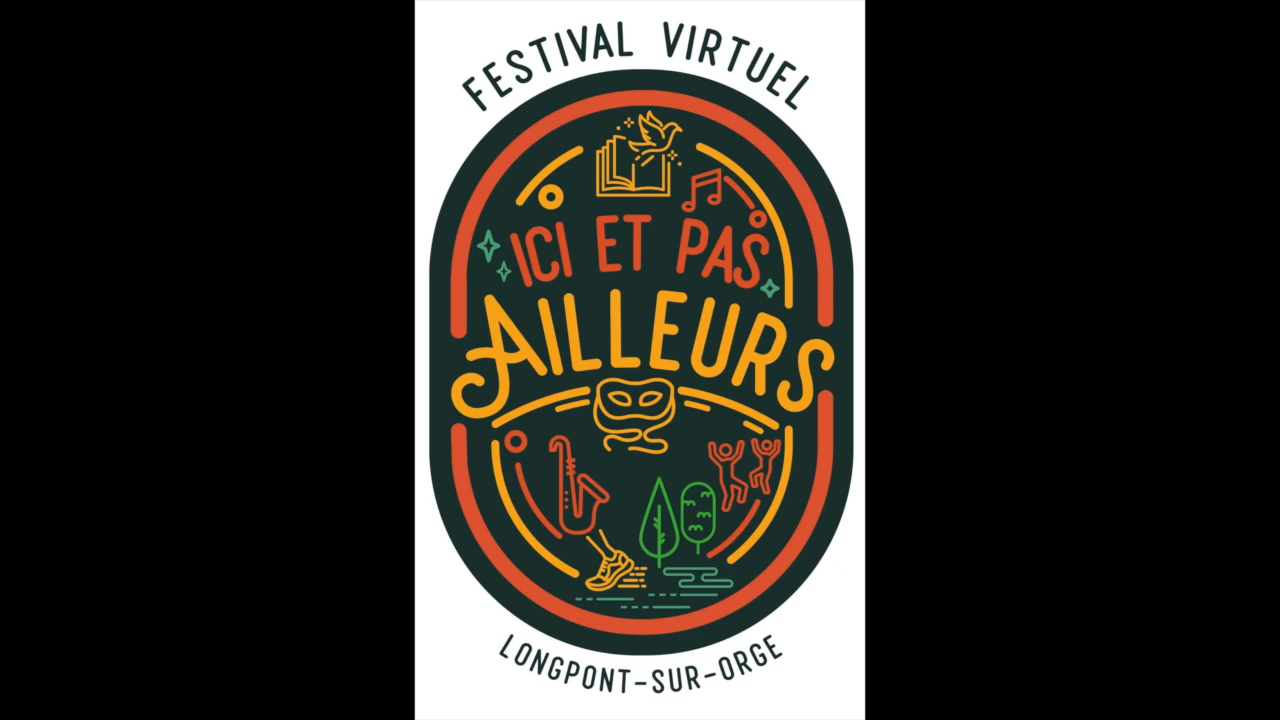 FESTIVAL VIRTUEL
ICI ET PAS
AILLEURS
LONGPONT-SUR-ORGE